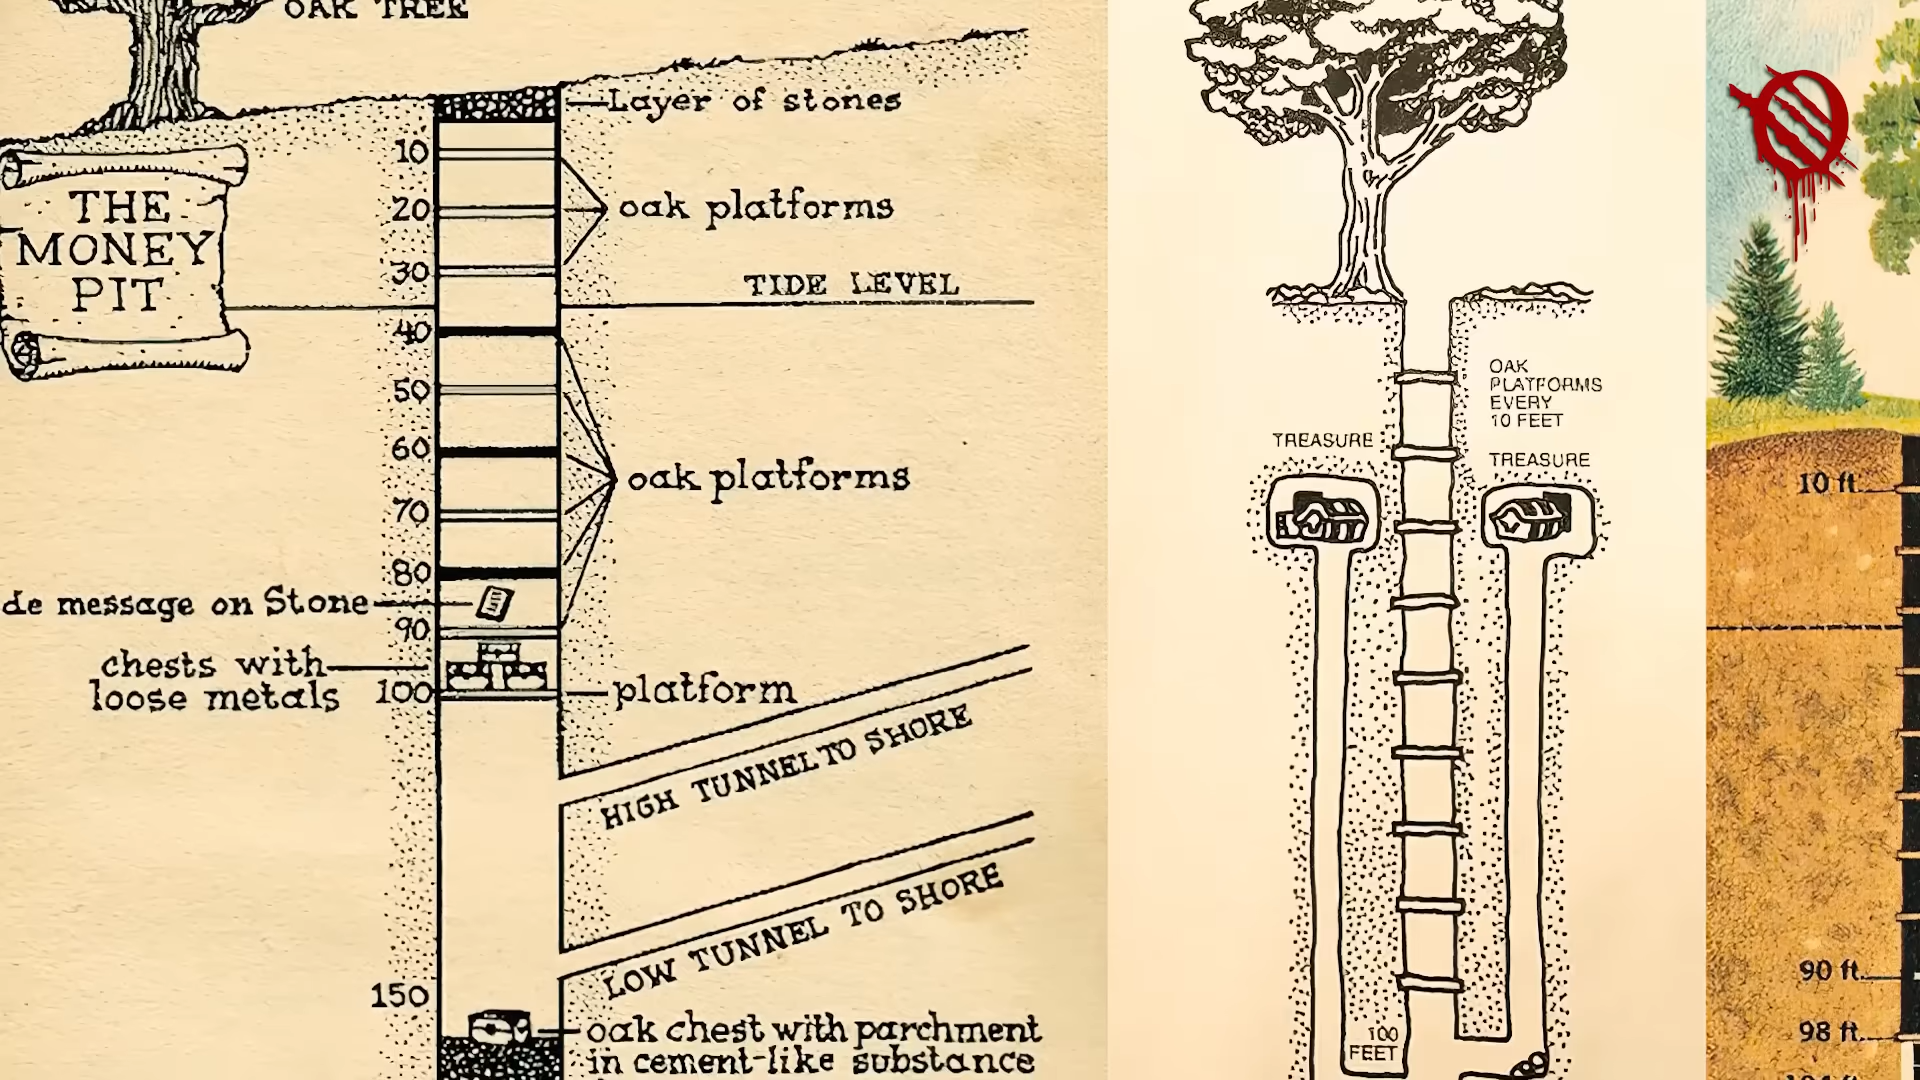 OAK TREE
Layer of stones
10
THE
MONEY
PIT
20
oak platforms
30
TIDE LEVEL
40
50
60
oak platforms
70
80
de message on Stone
90
chests with
loose metals
100
platform
HIGH TUNNEL TO SHORE
LOW TUNNEL TO SHORE
150
oak chest with parchment
in cement-like substance
OAK
PLATFORMS
EVERY
10 FEET
TREASURE
TREASURE
100
FEET
10 ft.
90 ft.
98 ft.